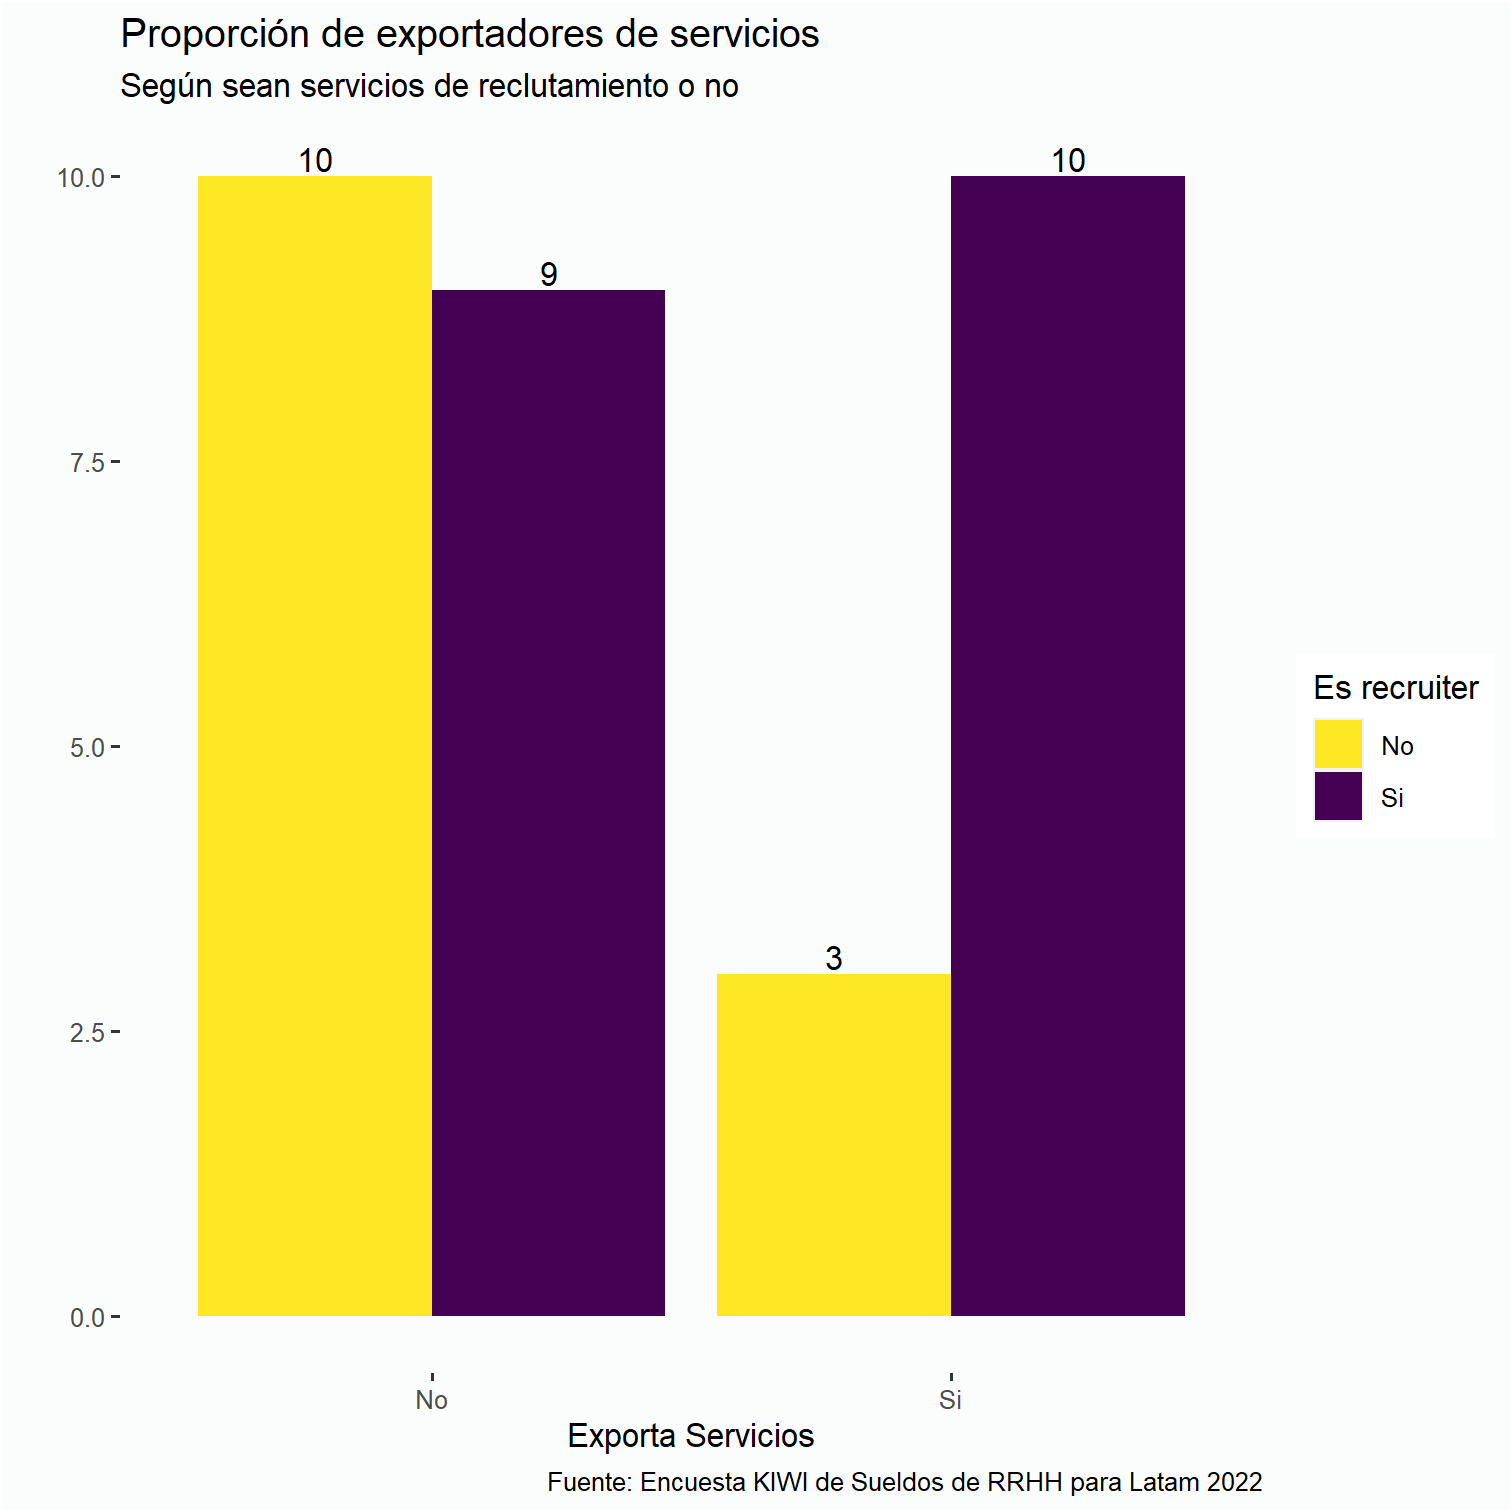 Proporción de exportadores de servicios
Según sean servicios de reclutamiento o no
10
10
9
3
10.0
7.5
5.0
2.5
0.0
No
Si
Exporta Servicios
Es recruiter
No
Si
Fuente: Encuesta KIWI de Sueldos de RRHH para Latam 2022